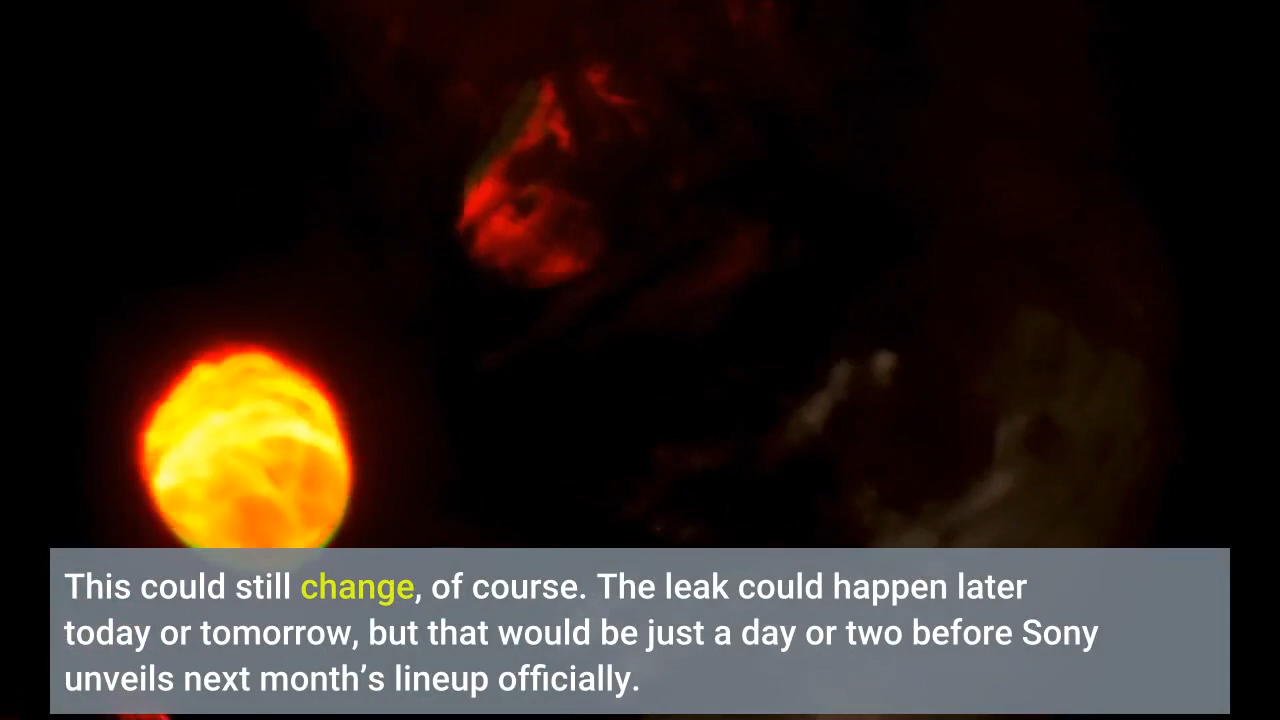 This could still change, of course. The leak could happen later
today or tomorrow, but that would be just a day or two before Sony
unveils next month’s lineup officially.